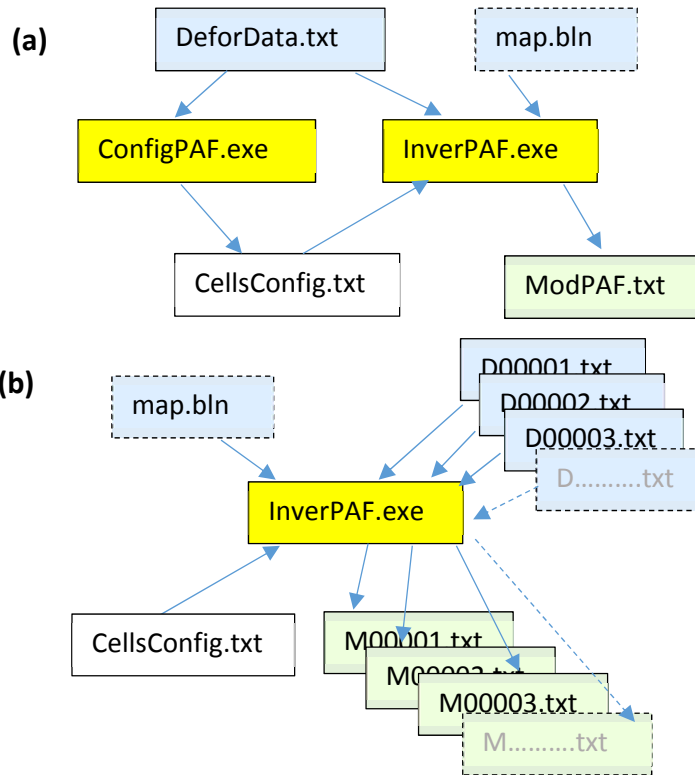 (a)
DeforData.txt
map.bln
ConfigPAF.exe
InverPAF.exe
CellsConfig.txt
ModPAF.txt
(b)
map.bln
D00001.txt
D00002.txt
D00003.txt
D..........txt
InverPAF.exe
CellsConfig.txt
M00001.txt
M00002.txt
M00003.txt
M..........txt